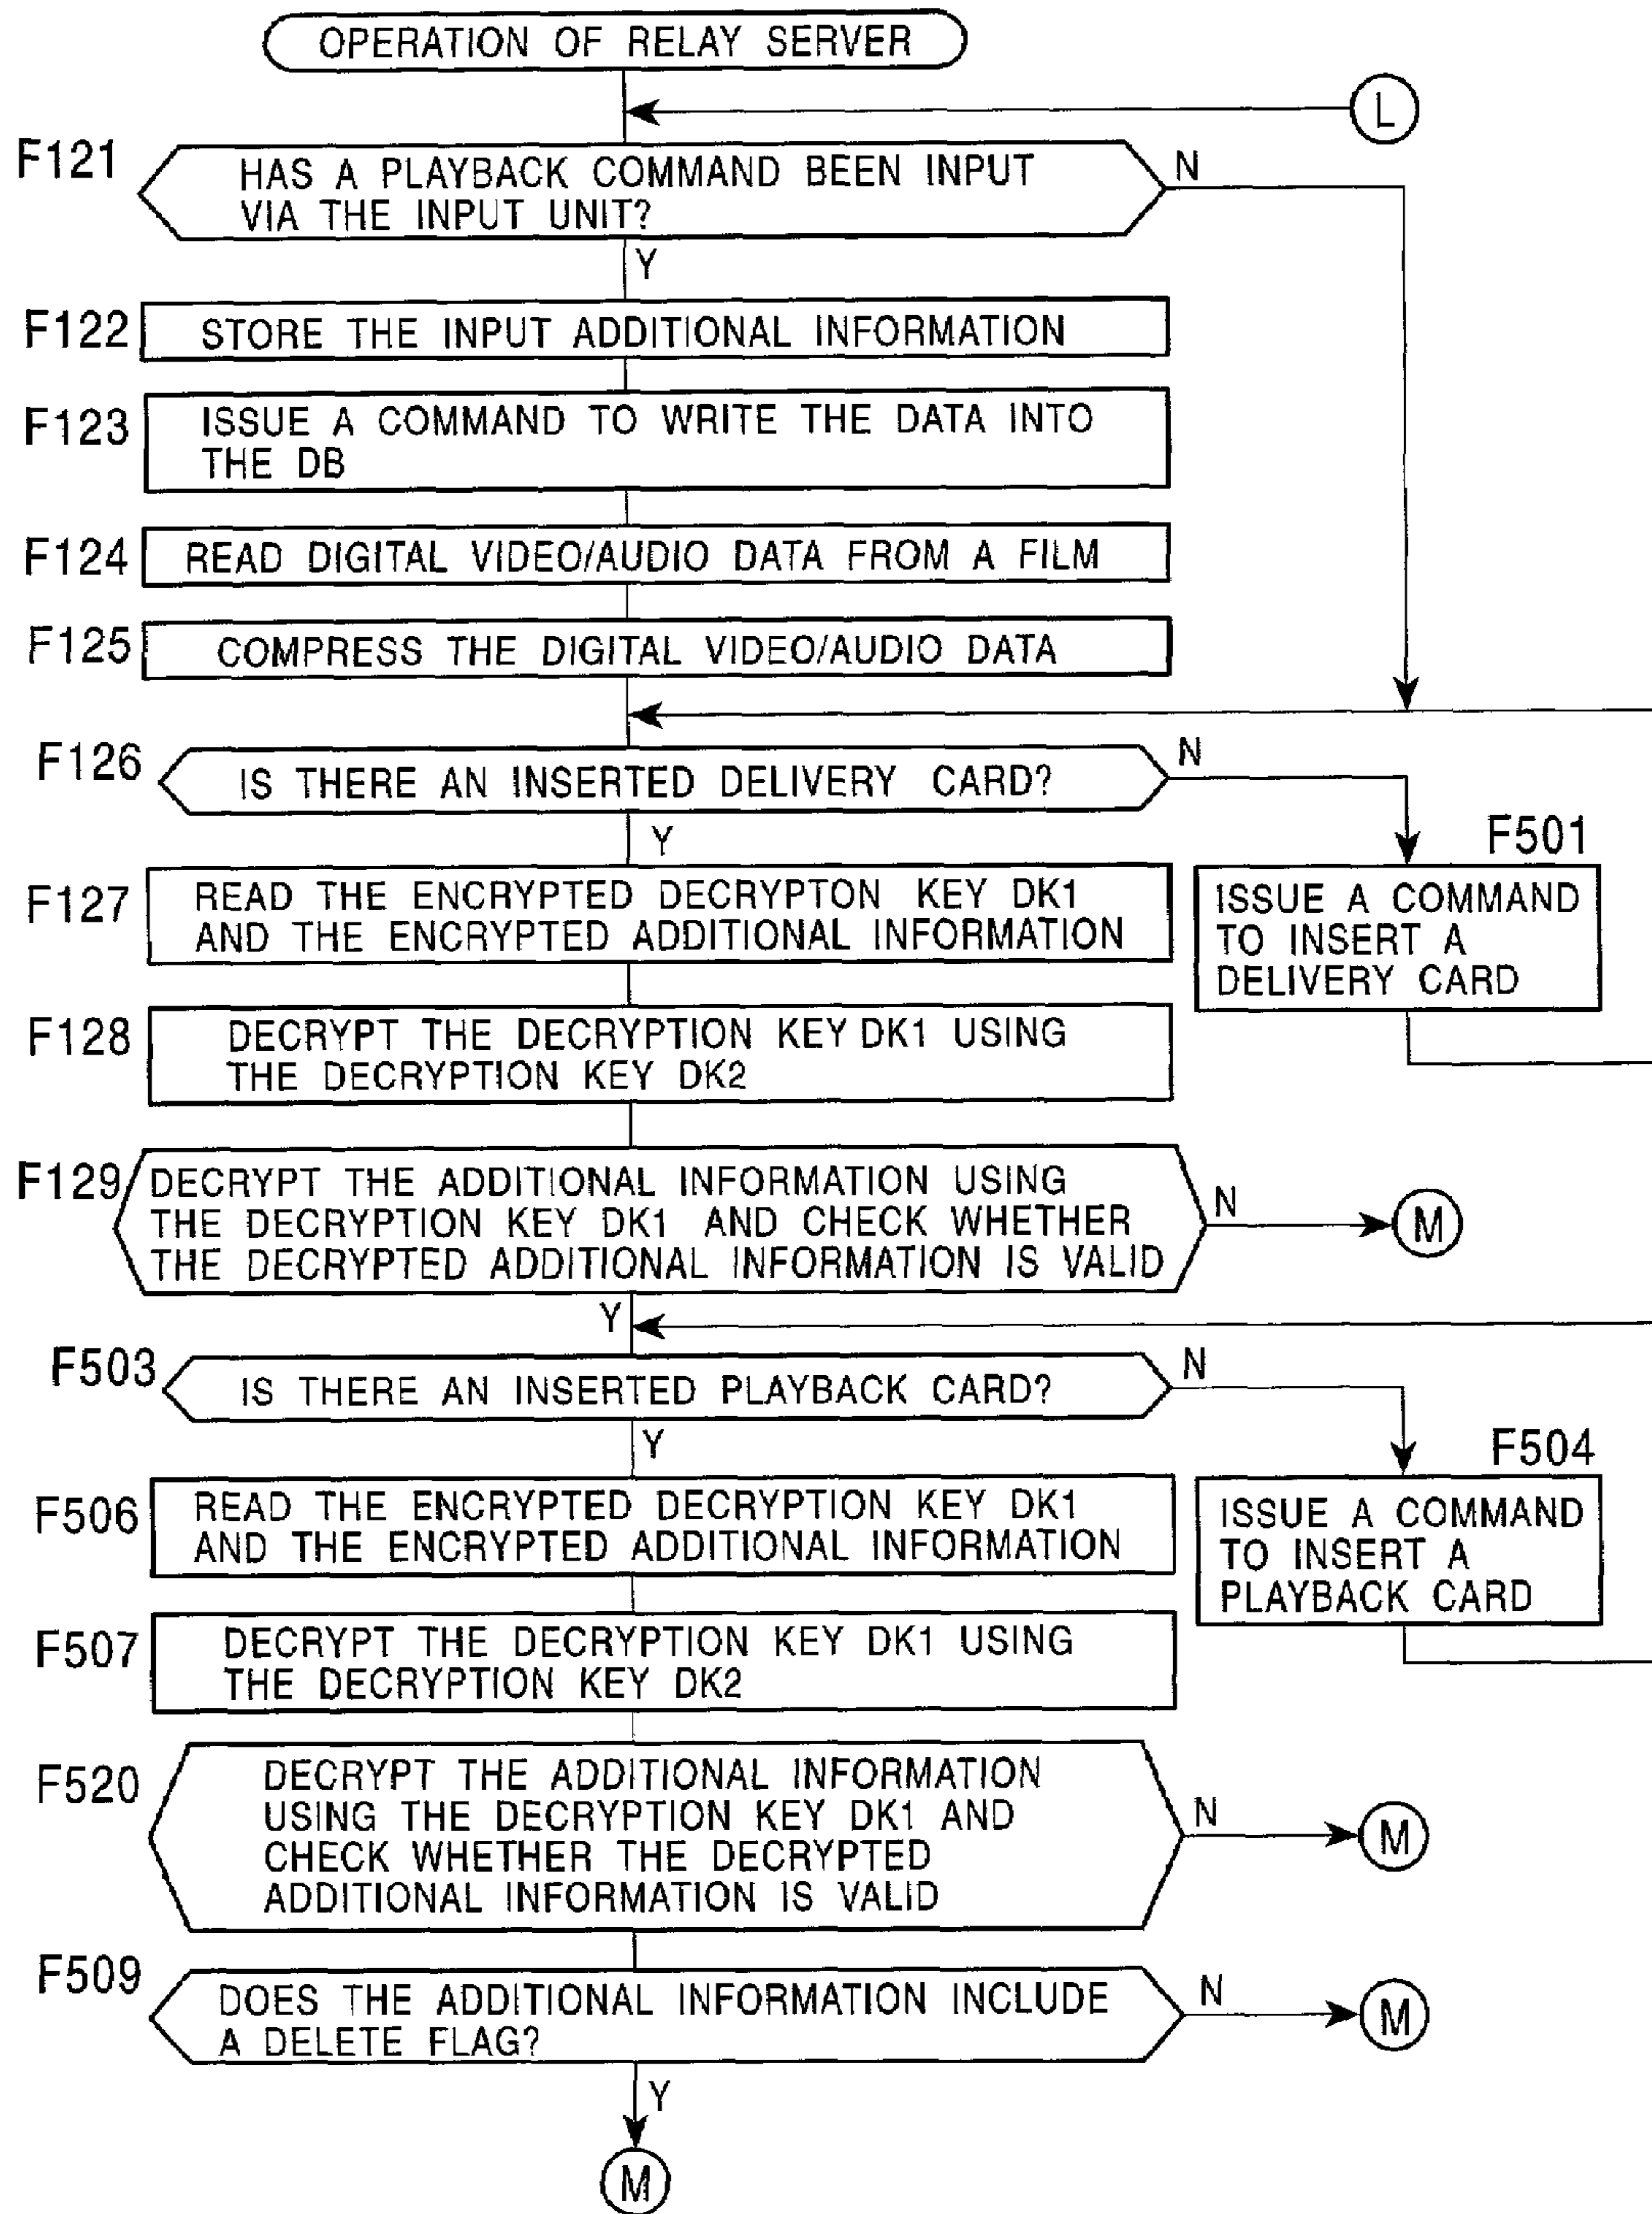 OPERATION OF RELAY SERVER
L
F121
HAS A PLAYBACK COMMAND BEEN INPUT
VIA THE INPUT UNIT?
N
Y
F122
STORE THE INPUT ADDITIONAL INFORMATION
F123
ISSUE A COMMAND TO WRITE THE DATA INTO
THE DB
F124
READ DIGITAL VIDEO/AUDIO DATA FROM A FILM
F125
COMPRESS THE DIGITAL VIDEO/AUDIO DATA
F126
IS THERE AN INSERTED DELIVERY CARD?
N
Y
F501
ISSUE A COMMAND
TO INSERT A
DELIVERY CARD
F127
READ THE ENCRYPTED DECRYPTON KEY DK1
AND THE ENCRYPTED ADDITIONAL INFORMATION
F128
DECRYPT THE DECRYPTION KEY DK1 USING
THE DECRYPTION KEY DK2
F129
DECRYPT THE ADDITIONAL INFORMATION USING
THE DECRYPTION KEY DK1 AND CHECK WHETHER
THE DECRYPTED ADDITIONAL INFORMATION IS VALID
N
M
Y
F503
IS THERE AN INSERTED PLAYBACK CARD?
N
Y
F504
ISSUE A COMMAND
TO INSERT A
PLAYBACK CARD
F506
READ THE ENCRYPTED DECRYPTION KEY DK1
AND THE ENCRYPTED ADDITIONAL INFORMATION
F507
DECRYPT THE DECRYPTION KEY DK1 USING
THE DECRYPTION KEY DK2
F520
DECRYPT THE ADDITIONAL INFORMATION
USING THE DECRYPTION KEY DK1 AND
CHECK WHETHER THE DECRYPTED
ADDITIONAL INFORMATION IS VALID
N
M
F509
DOES THE ADDITIONAL INFORMATION INCLUDE
A DELETE FLAG?
N
M
Y
M